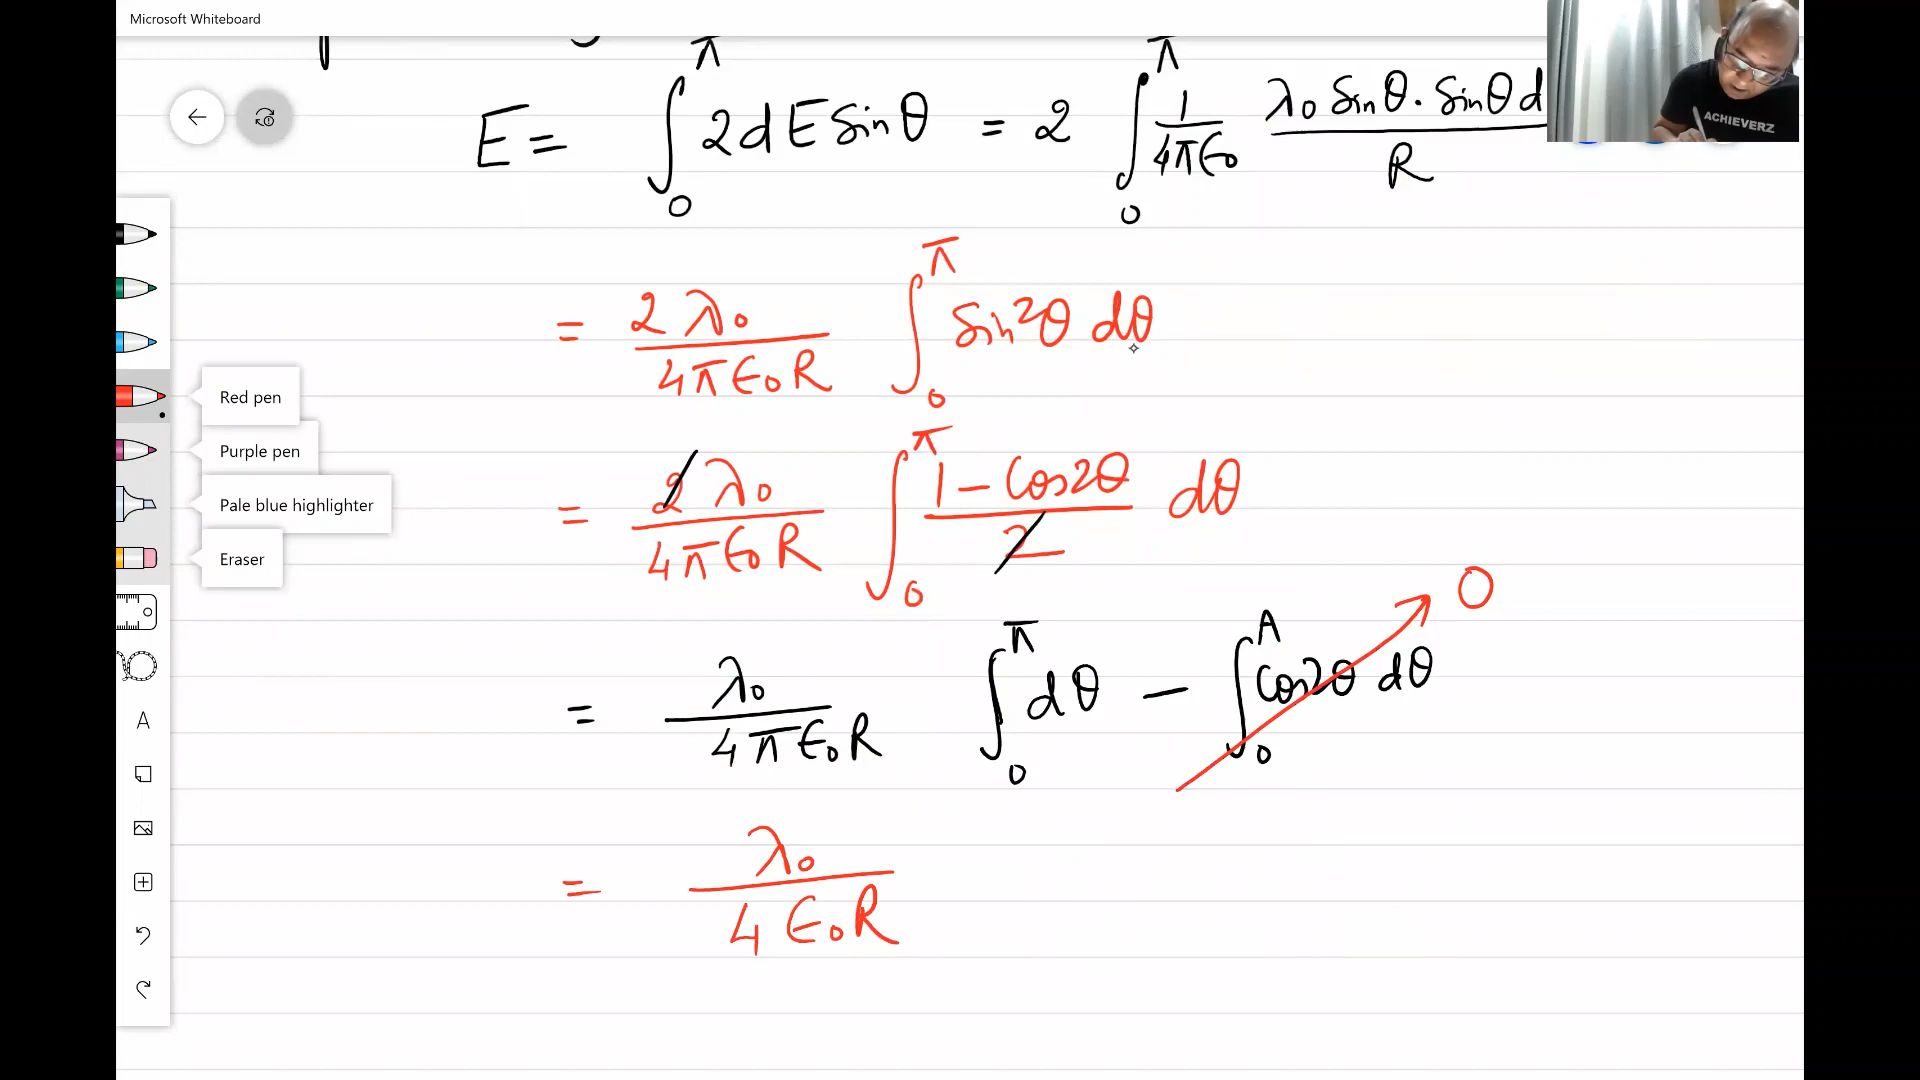 Microsoft Whiteboard
ACHIEVERZ
E = ∫₀^π 2dE sinθ = 2 ∫₀^π 1/4πϵ₀ λ₀ sinθ · sinθ d/R
= 2λ₀/4πϵ₀R ∫₀^π sin²θ dθ
Red pen
Purple pen
= 2λ₀/4πϵ₀R ∫₀^π 1 - cos2θ/2 dθ
Pale blue highlighter
Eraser
= λ₀/4πϵ₀R ∫₀^π dθ - ∫₀^A cos2θ dθ 0
A
= λ₀/4ϵ₀R